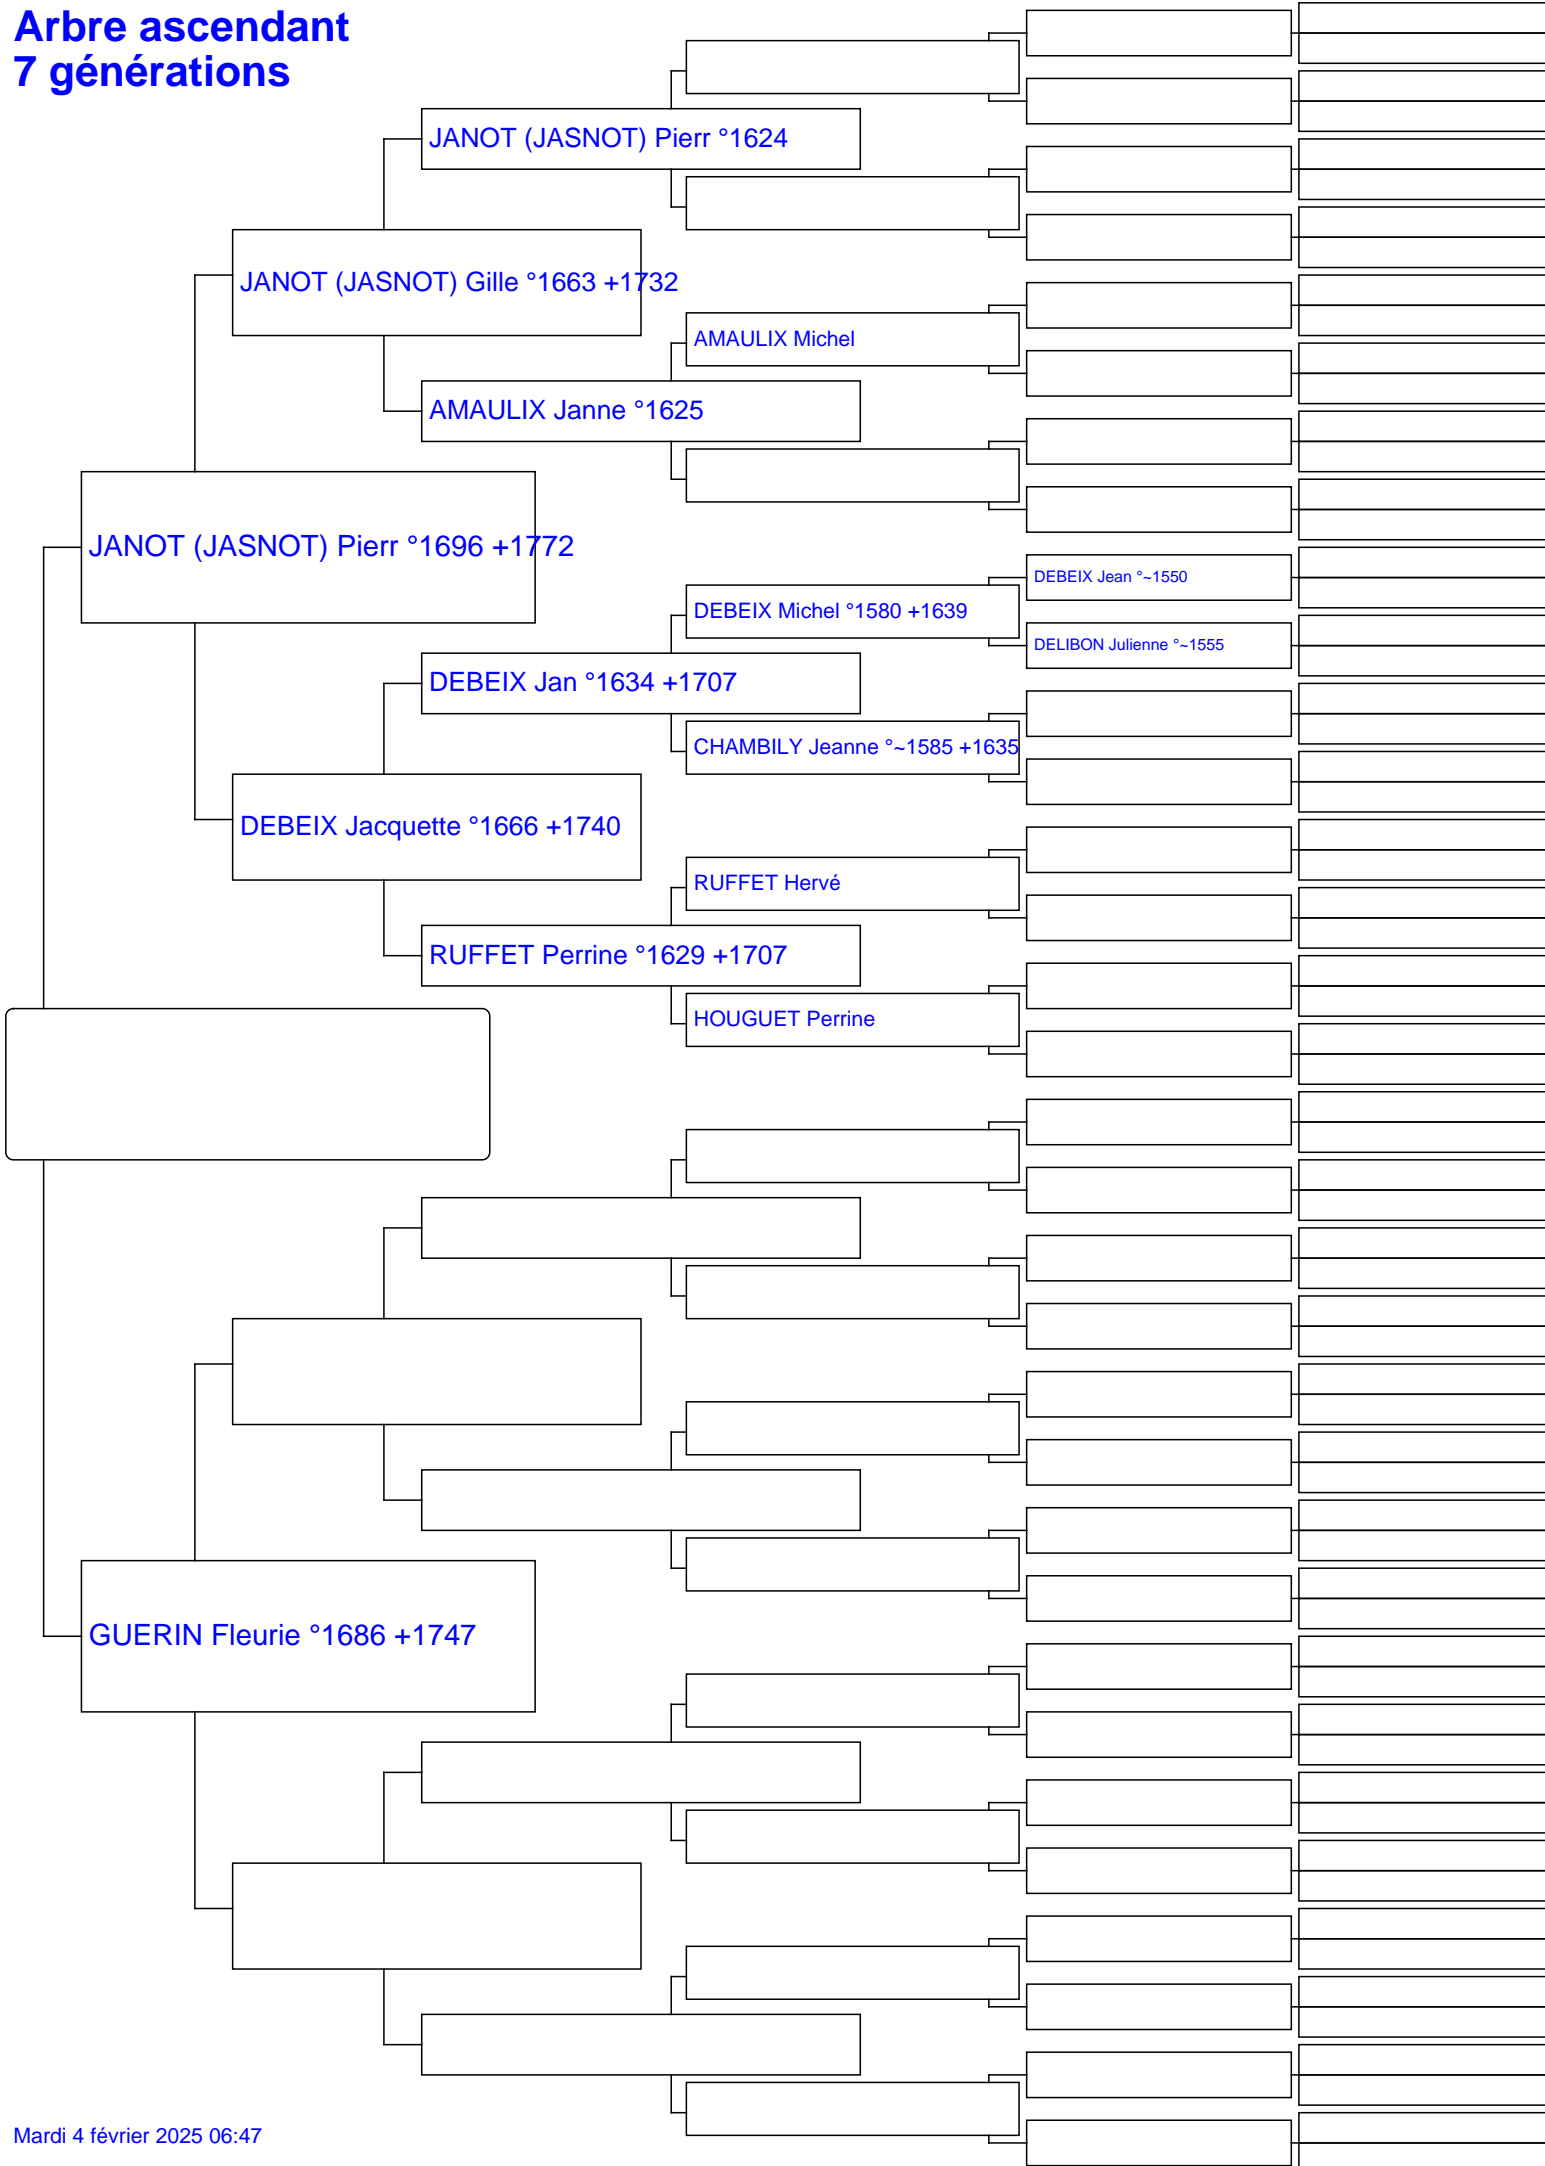 Arbre ascendant
7 générations
JANOT (JASNOT) Pierr °1624
JANOT (JASNOT) Gille °1663 +1732
AMAULIX Michel
AMAULIX Janne °1625
JANOT (JASNOT) Pierr °1696 +1772
DEBEIX Jean °~1550
DEBEIX Michel °1580 +1639
DELIBON Julienne °~1555
DEBEIX Jan °1634 +1707
CHAMBILY Jeanne °~1585 +1635
DEBEIX Jacquette °1666 +1740
RUFFET Hervé
RUFFET Perrine °1629 +1707
HOUGUET Perrine
GUERIN Fleurie °1686 +1747
Mardi 4 février 2025 06:47